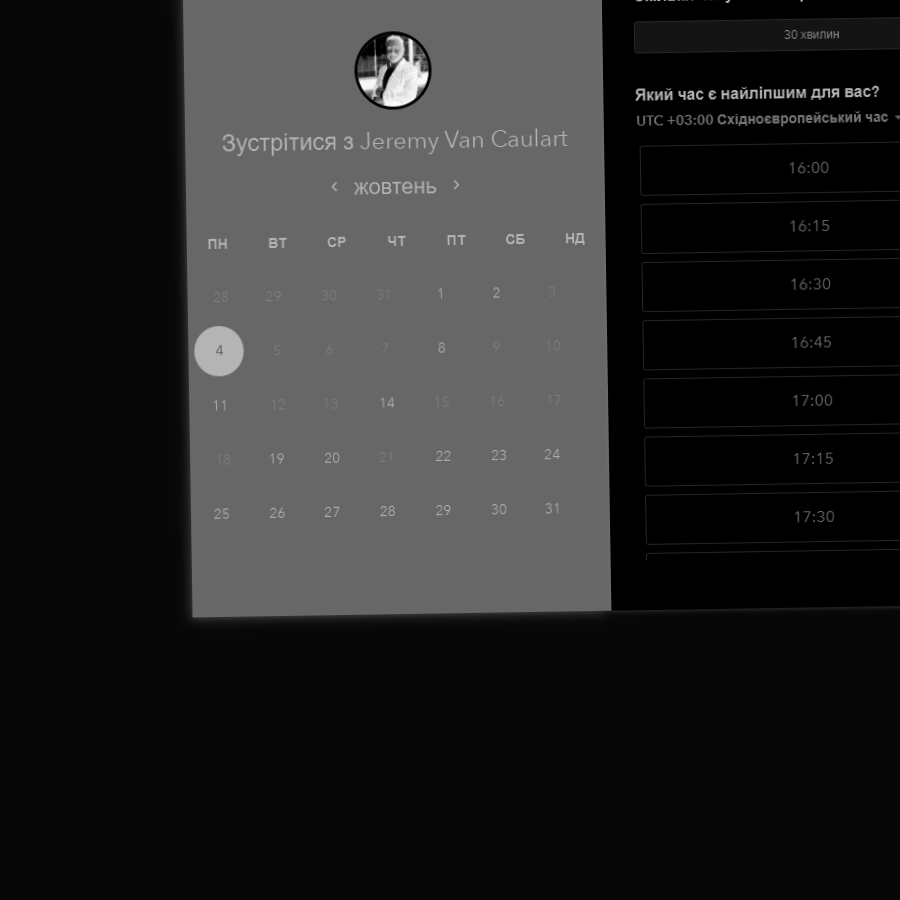 Зустрітися з Jeremy Van Caulart
жовтень
ПН ВТ СР ЧТ ПТ СБ НД
28 29 30 31 1 2 3
4 5 6 7 8 9 10
11 12 13 14 15 16 17
18 19 20 21 22 23 24
25 26 27 28 29 30 31
30 хвилин
Який час є найліпшим для вас?
UTC +03:00 Східноєвропейський час
16:00
16:15
16:30
16:45
17:00
17:15
17:30